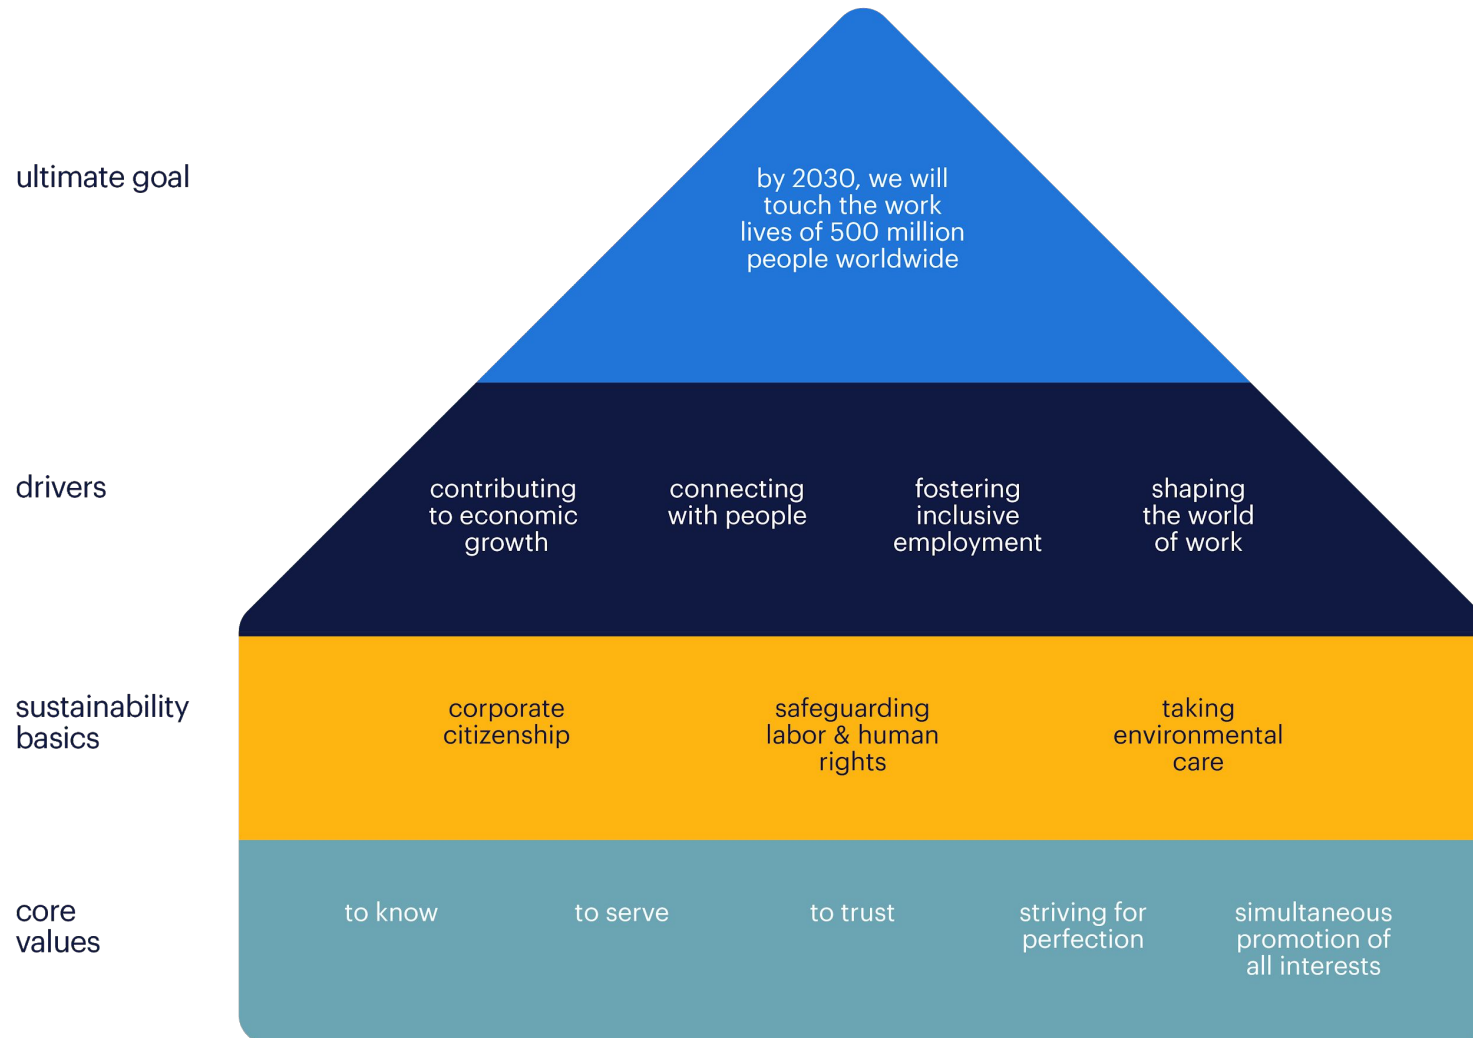 ultimate goal
by 2030, we will
touch the work
lives of 500 million
people worldwide
drivers
contributing
to economic
growth
connecting
with people
fostering
inclusive
employment
shaping
the world
of work
sustainability
basics
corporate
citizenship
safeguarding
labor & human
rights
taking
environmental
care
core
values
to know
to serve
to trust
striving for
perfection
simultaneous
promotion of
all interests